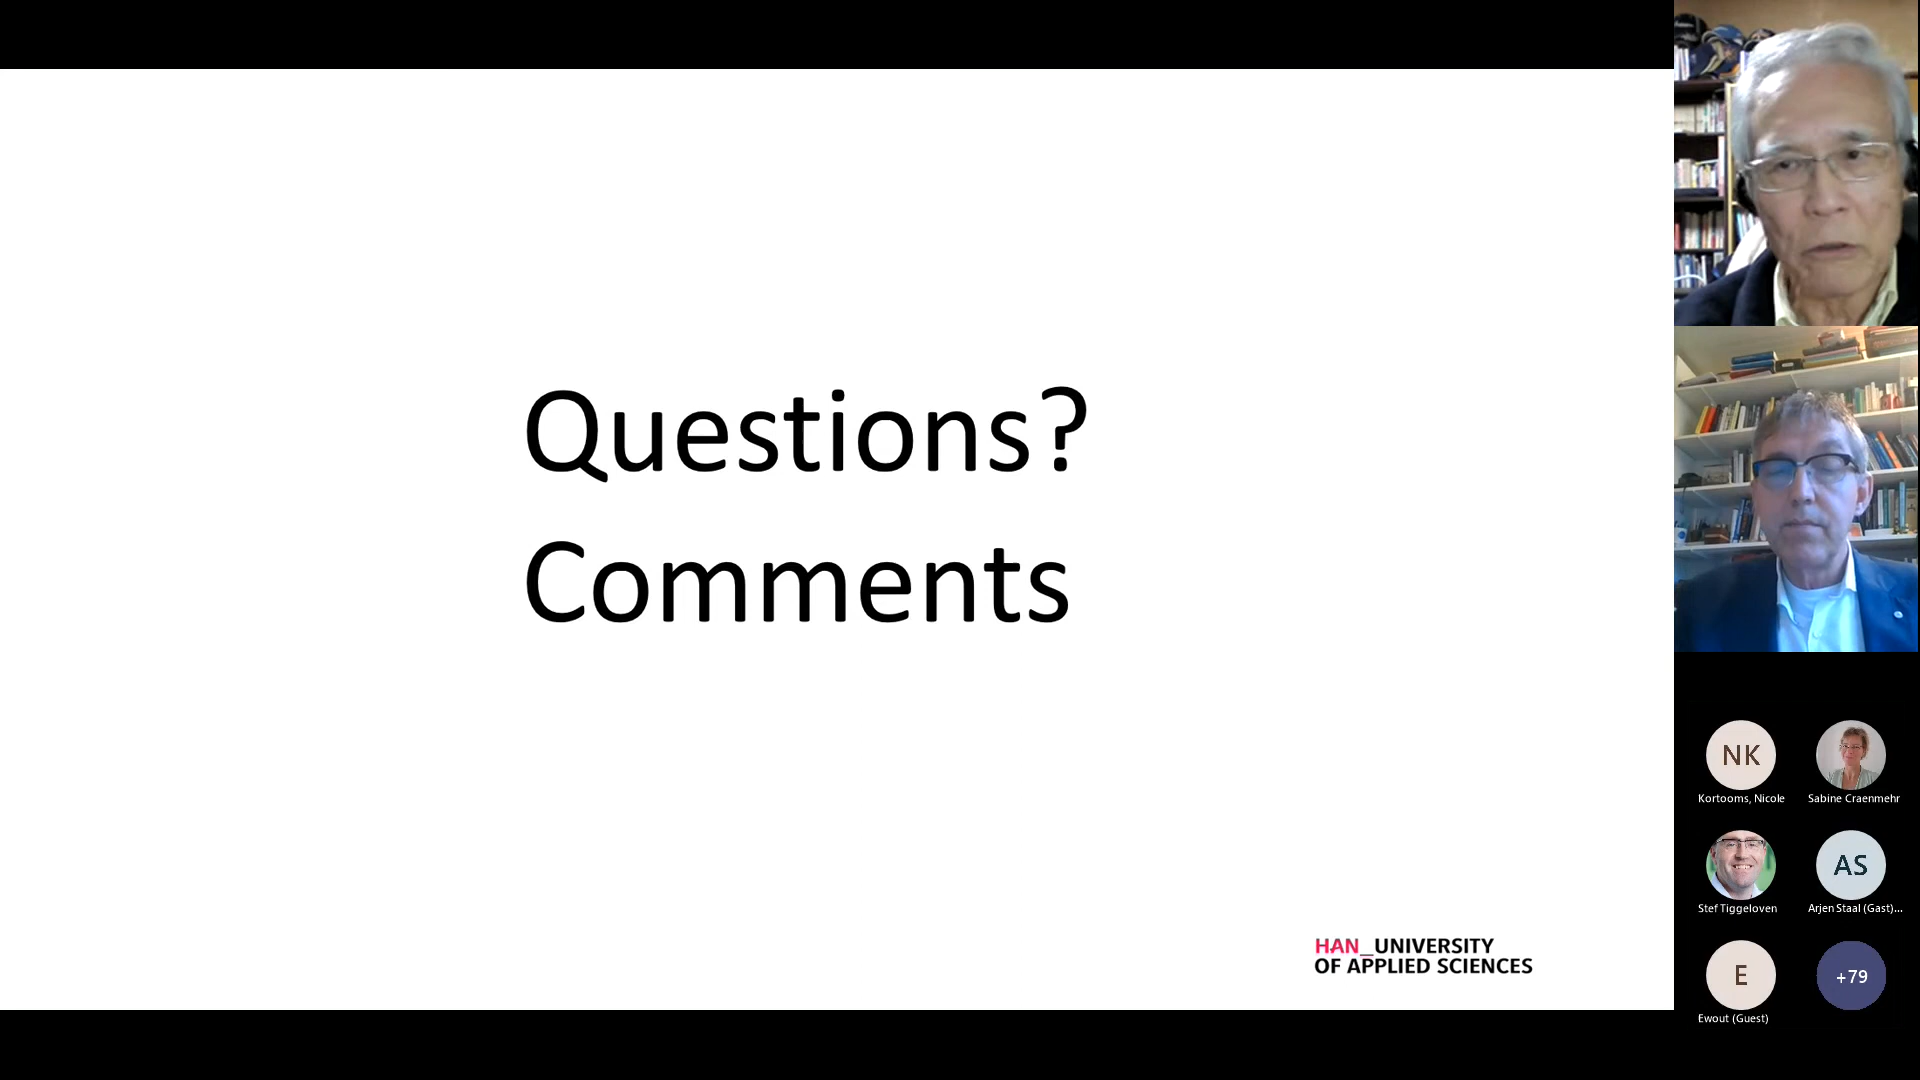 Questions?
Comments
HAN_UNIVERSITY
OF APPLIED SCIENCES
NK
Kortooms, Nicole
Sabine Craenmehr
Stef Tiggeloven
AS
Arjen Staal (Gast)...
E
Ewout (Guest)
+79